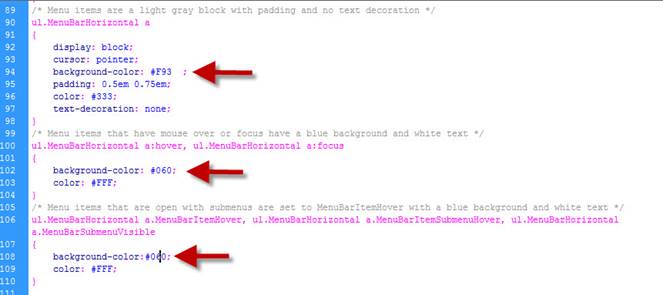 89 /* Menu items are a light gray block with padding and no text decoration */
90 ul.MenuBarHorizontal a
91 {
92 display: block;
93 cursor: pointer;
94 background-color: #F93 ;
95 padding: 0.5em 0.75em;
96 color: #333;
97 text-decoration: none;
98 }
99 /* Menu items that have mouse over or focus have a blue background and white text */
100 ul.MenuBarHorizontal a:hover, ul.MenuBarHorizontal a:focus
101 {
102 background-color: #060;
103 color: #FFF;
104 }
105 /* Menu items that are open with submenus are set to MenuBarItemHover with a blue background and white text */
106 ul.MenuBarHorizontal a.MenuBarItemHover, ul.MenuBarHorizontal a.MenuBarItemSubmenuHover, ul.MenuBarHorizontal
a.MenuBarSubmenuVisible
107 {
108 background-color:#060;
109 color: #FFF;
110 }
111